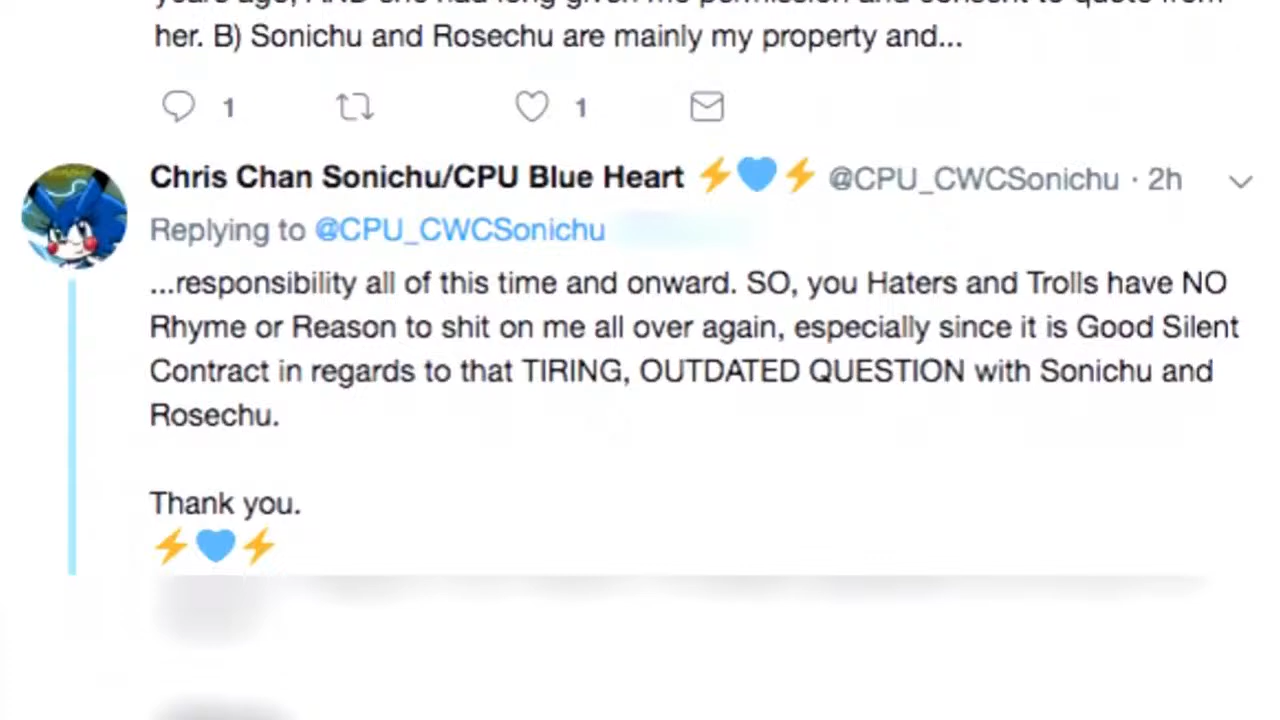 her. B) Sonichu and Rosechu are mainly my property and...
1
1
Chris Chan Sonichu/CPU Blue Heart ⚡💙⚡ @CPU_CWCSonichu · 2h
Replying to @CPU_CWCSonichu
...responsibility all of this time and onward. SO, you Haters and Trolls have NO
Rhyme or Reason to shit on me all over again, especially since it is Good Silent
Contract in regards to that TIRING, OUTDATED QUESTION with Sonichu and
Rosechu.
Thank you.
⚡💙⚡